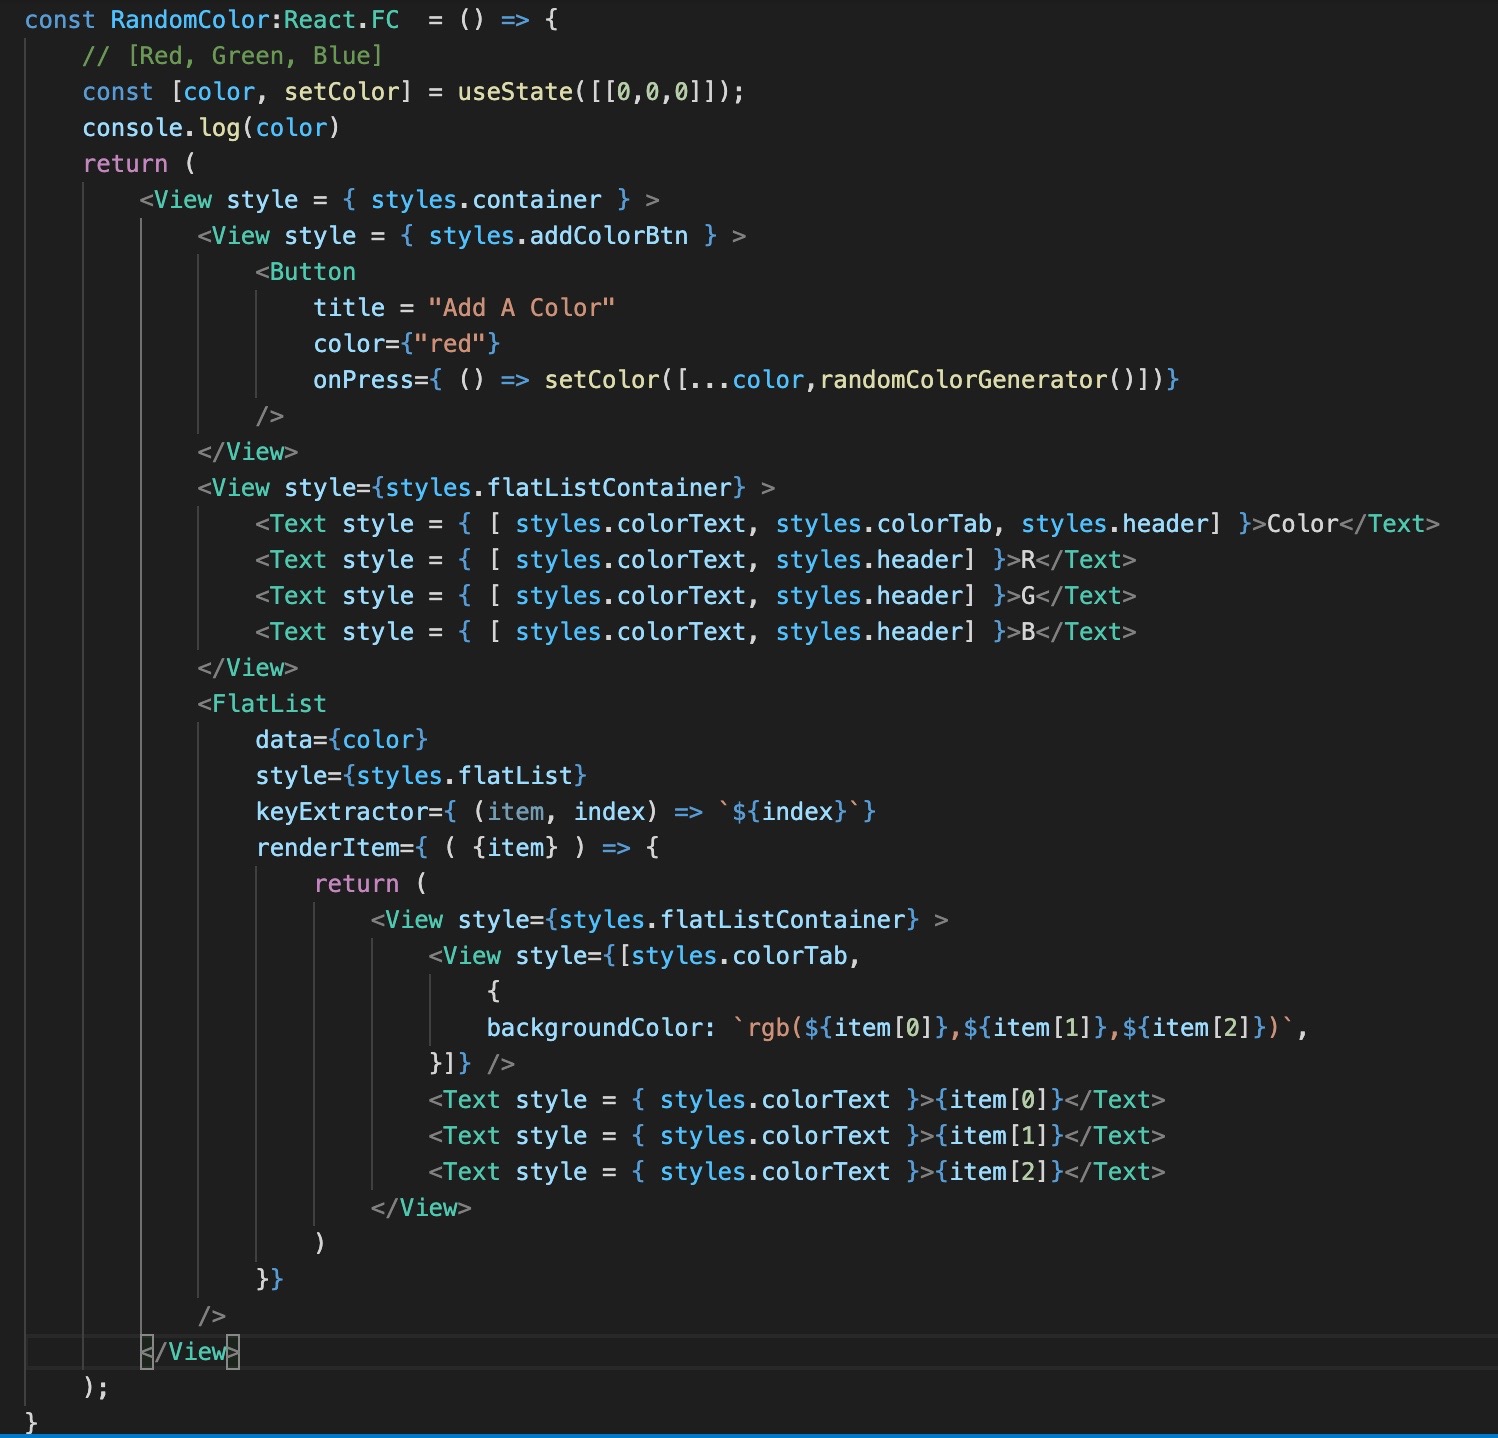 const RandomColor:React.FC  = () => {
    // [Red, Green, Blue]
    const [color, setColor] = useState([[0,0,0]]);
    console.log(color)
    return (
        <View style = { styles.container } >
            <View style = { styles.addColorBtn } >
                <Button
                    title = "Add A Color"
                    color={"red"}
                    onPress={ () => setColor([...color,randomColorGenerator()])}
                />
            </View>
            <View style={styles.flatListContainer} >
                <Text style = { [ styles.colorText, styles.colorTab, styles.header] }>Color</Text>
                <Text style = { [ styles.colorText, styles.header] }>R</Text>
                <Text style = { [ styles.colorText, styles.header] }>G</Text>
                <Text style = { [ styles.colorText, styles.header] }>B</Text>
            </View>
            <FlatList
                data={color}
                style={styles.flatList}
                keyExtractor={ (item, index) => `${index}`}
                renderItem={ ( {item} ) => {
                    return (
                        <View style={styles.flatListContainer} >
                            <View style={[styles.colorTab,
                                {
                                backgroundColor: `rgb(${item[0]},${item[1]},${item[2]})`,
                            }]} />
                            <Text style = { styles.colorText }>{item[0]}</Text>
                            <Text style = { styles.colorText }>{item[1]}</Text>
                            <Text style = { styles.colorText }>{item[2]}</Text>
                        </View>
                    )
                }}
            />
        </View>
    );
}